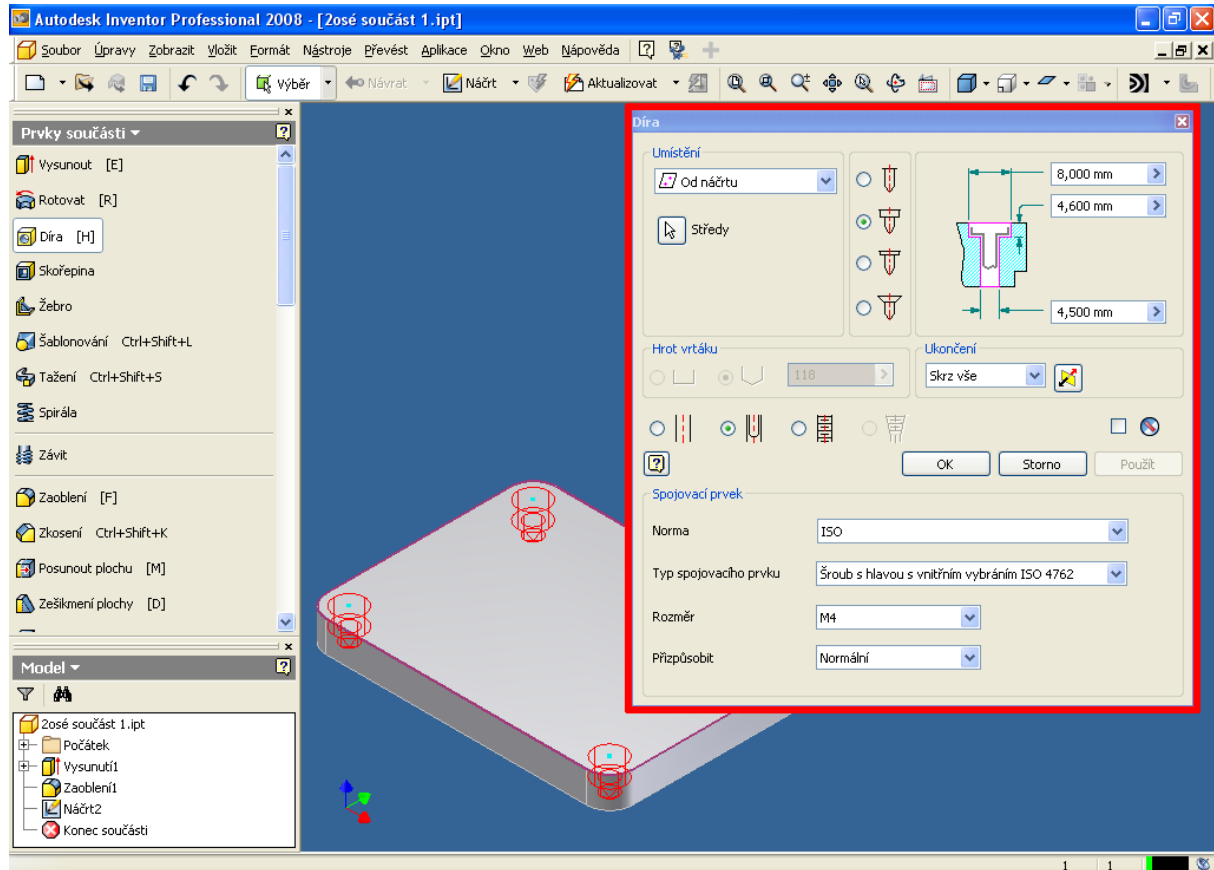 Autodesk Inventor Professional 2008 - [2osé součást 1.ipt]
Soubor Úpravy Zobrazit Vložit Formát Nástroje Převést Aplikace Okno Web Nápověda
Výběr Návrat Náčrt Aktualizovat
Prvky součásti
Vysunout [E]
Rotovat [R]
Díra [H]
Skořepina
Žebro
Šablonování Ctrl+Shift+L
Tažení Ctrl+Shift+S
Spirála
Závit
Zaoblení [F]
Zkosení Ctrl+Shift+K
Posunout plochu [M]
Zešikmení plochy [D]
Model
2osé součást 1.ipt
Počátek
Vysunutí1
Zaoblení1
Náčrt2
Konec součásti
Díra
Umístění
Od náčrtu
Středy
8,000 mm
4,600 mm
4,500 mm
Hrot vrtáku
118
Ukončení
Skrz vše
OK Storno Použít
Spojovací prvek
Norma ISO
Typ spojovacího prvku Šroub s hlavou s vnitřním vybráním ISO 4762
Rozměr M4
Přizpůsobit Normální
1 1